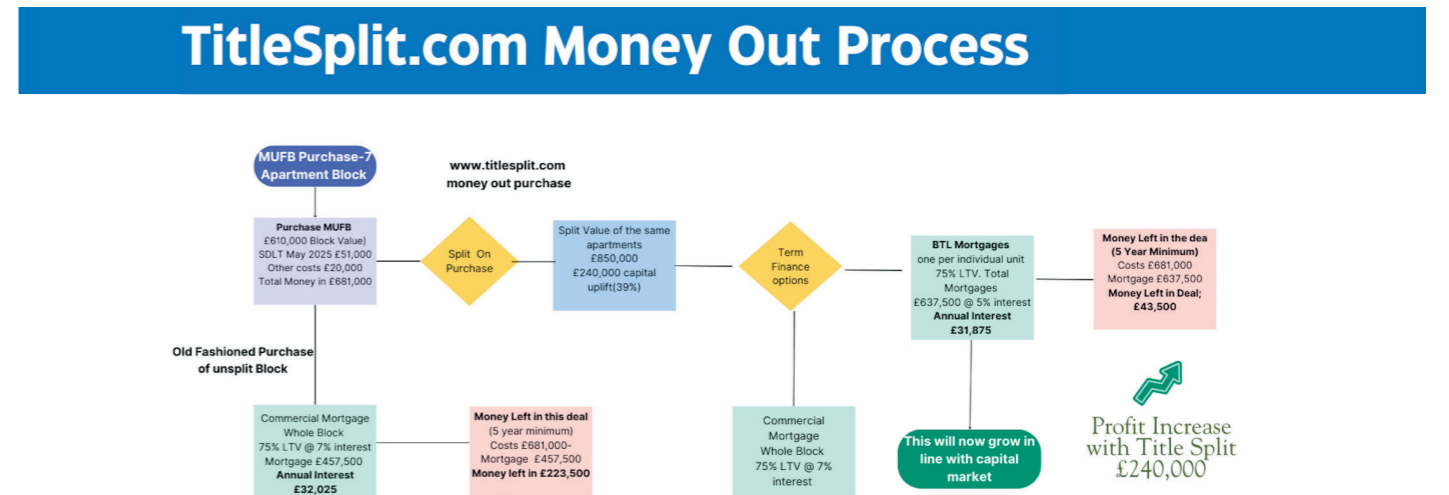 TitleSplit.com Money Out Process
MUFB Purchase-7
Apartment Block
www.titlesplit.com
money out purchase
Purchase MUFB
£610,000 Block Value)
SDLT May 2025 £51,000
Other costs £20,000
Total Money in £681,000
Split On
Purchase
Split Value of the same
apartments
£850,000
£240,000 capital
uplift(39%)
Term
Finance
options
BTL Mortgages
one per individual unit
75% LTV. Total
Mortgages
£637,500 @ 5% interest
Annual Interest
£31,875
Money Left in the dea
(5 Year Minimum)
Costs £681,000
Mortgage £637,500
Money Left in Deal;
£43,500
Old Fashioned Purchase
of unsplit Block
Commercial Mortgage
Whole Block
75% LTV @ 7% interest
Mortgage £457,500
Annual Interest
£32,025
Money Left in this deal
(5 year minimum)
Costs £681,000-
Mortgage £457,500
Money left in £223,500
Commercial
Mortgage
Whole Block
75% LTV @ 7%
interest
This will now grow in
line with capital
market
Profit Increase
with Title Split
£240,000